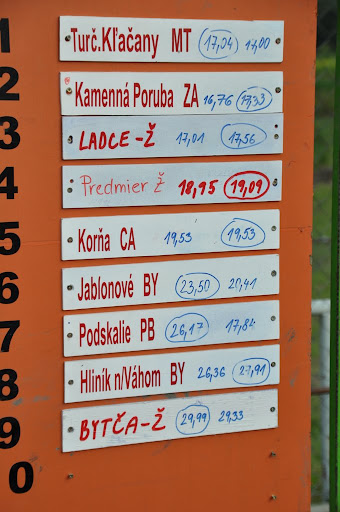 1 Turč.Kľačany MT 17,04 17,00
2 Kamenná Poruba ZA 16,76 17,33
3 LADCE-Ž 17,01 17,56
4 Predmier Ž 18,95 19,09
5 Korňa CA 19,53 19,53
6 Jablonové BY 23,50 20,41
7 Podskalie PB 26,17 17,84
8 Hliník n/Váhom BY 26,36 27,91
9 BYTČA-Ž 29,99 29,33
0